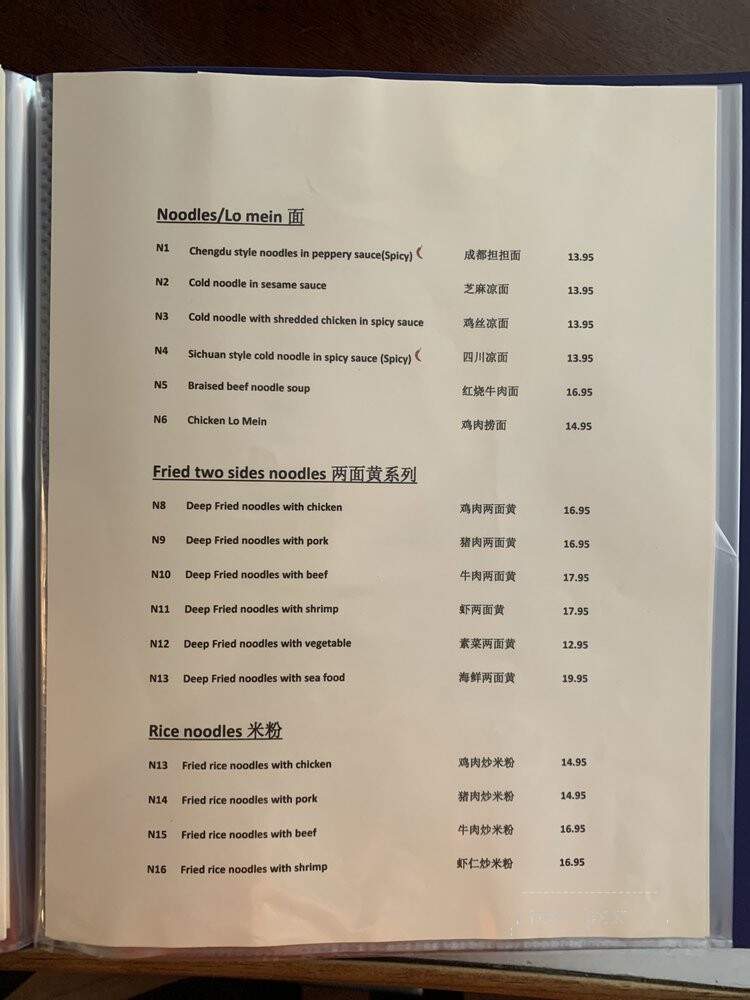 Noodles/Lo mein 面
N1 Chengdu style noodles in peppery sauce(Spicy) 成都担担面 13.95
N2 Cold noodle in sesame sauce 芝麻凉面 13.95
N3 Cold noodle with shredded chicken in spicy sauce 鸡丝凉面 13.95
N4 Sichuan style cold noodle in spicy sauce (Spicy) 四川凉面 13.95
N5 Braised beef noodle soup 红烧牛肉面 16.95
N6 Chicken Lo Mein 鸡肉捞面 14.95
Fried two sides noodles 两面黄系列
N8 Deep Fried noodles with chicken 鸡肉两面黄 16.95
N9 Deep Fried noodles with pork 猪肉两面黄 16.95
N10 Deep Fried noodles with beef 牛肉两面黄 17.95
N11 Deep Fried noodles with shrimp 虾两面黄 17.95
N12 Deep Fried noodles with vegetable 素菜两面黄 12.95
N13 Deep Fried noodles with sea food 海鲜两面黄 19.95
Rice noodles 米粉
N13 Fried rice noodles with chicken 鸡肉炒米粉 14.95
N14 Fried rice noodles with pork 猪肉炒米粉 14.95
N15 Fried rice noodles with beef 牛肉炒米粉 16.95
N16 Fried rice noodles with shrimp 虾仁炒米粉 16.95